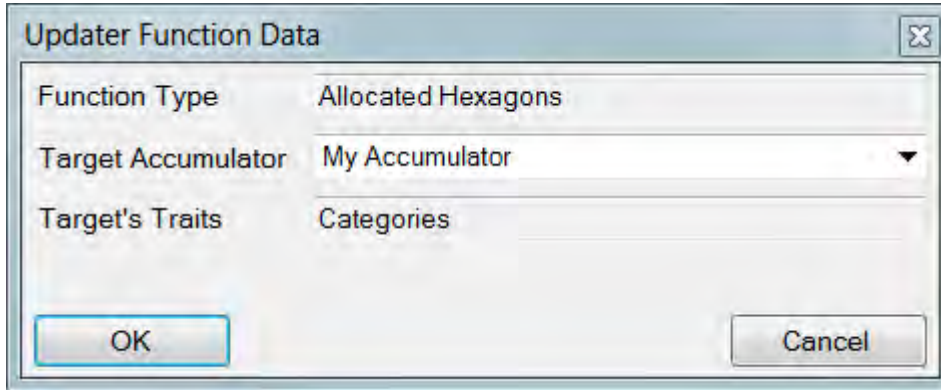 Updater Function Data
Function Type Allocated Hexagons
Target Accumulator My Accumulator
Target's Traits Categories
OK Cancel